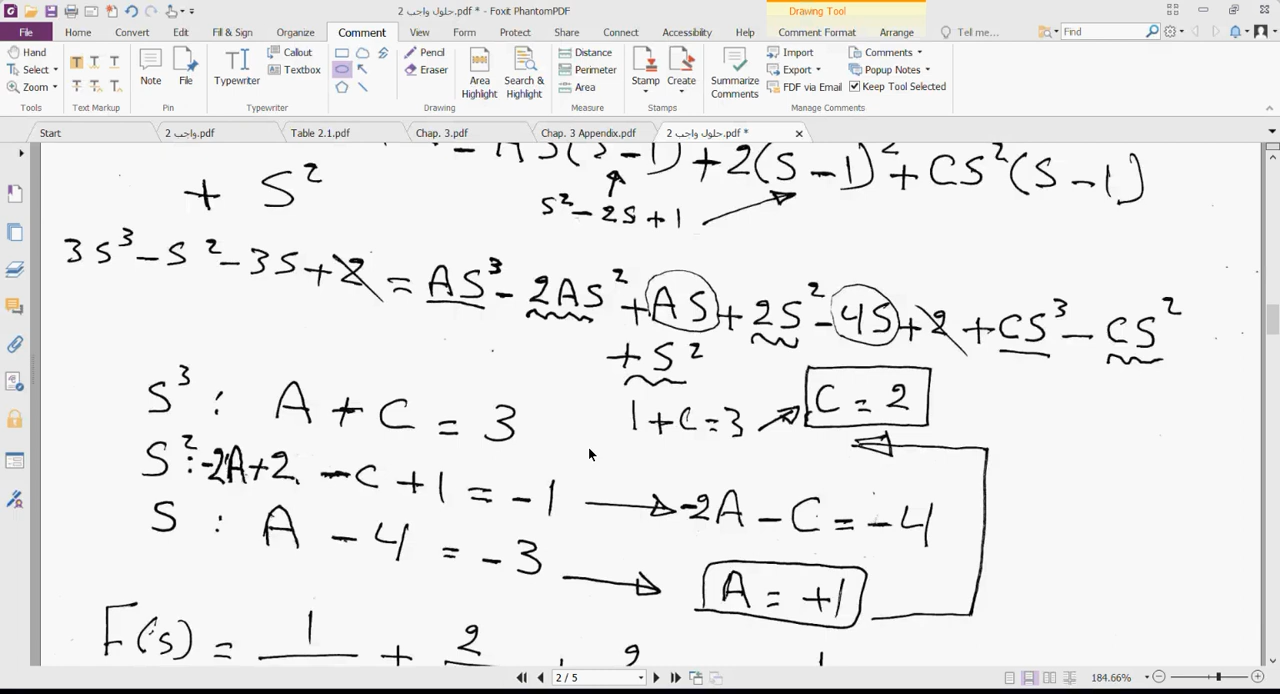 حلول واجب 2.pdf * - Foxit PhantomPDF
Drawing Tool
File Home Convert Edit Fill & Sign Organize Comment View Form Protect Share Connect Accessibility Help Comment Format Arrange Tell me... Find
Hand Select Zoom
Tools
Text Markup
Note File
Pin
Typewriter Callout Textbox
Typewriter
Pencil Eraser
Drawing
Area Highlight Search & Highlight
Distance Perimeter Area
Measure
Stamp Create
Stamps
Summarize Comments Import Export FDF via Email Comments Popup Notes Keep Tool Selected
Manage Comments
Start واجب 2.pdf Table 2.1.pdf Chap. 3.pdf Chap. 3 Appendix.pdf حلول واجب 2.pdf *
(S - 1) + 2(S - 1)² + CS²(S - 1)
+ S²
S² - 2S + 1
3S³ - S² - 3S + 2 = AS³ - 2AS² + AS + 2S² - 4S + 2 + CS³ - CS²
+ S²
S³ : A + C = 3 1 + C = 3 C = 2
S² : -2A + 2 - C + 1 = -1 -2A - C = -4
S : A - 4 = -3 A = +1
F(s) = 1 + 2
2 / 5 184.66%